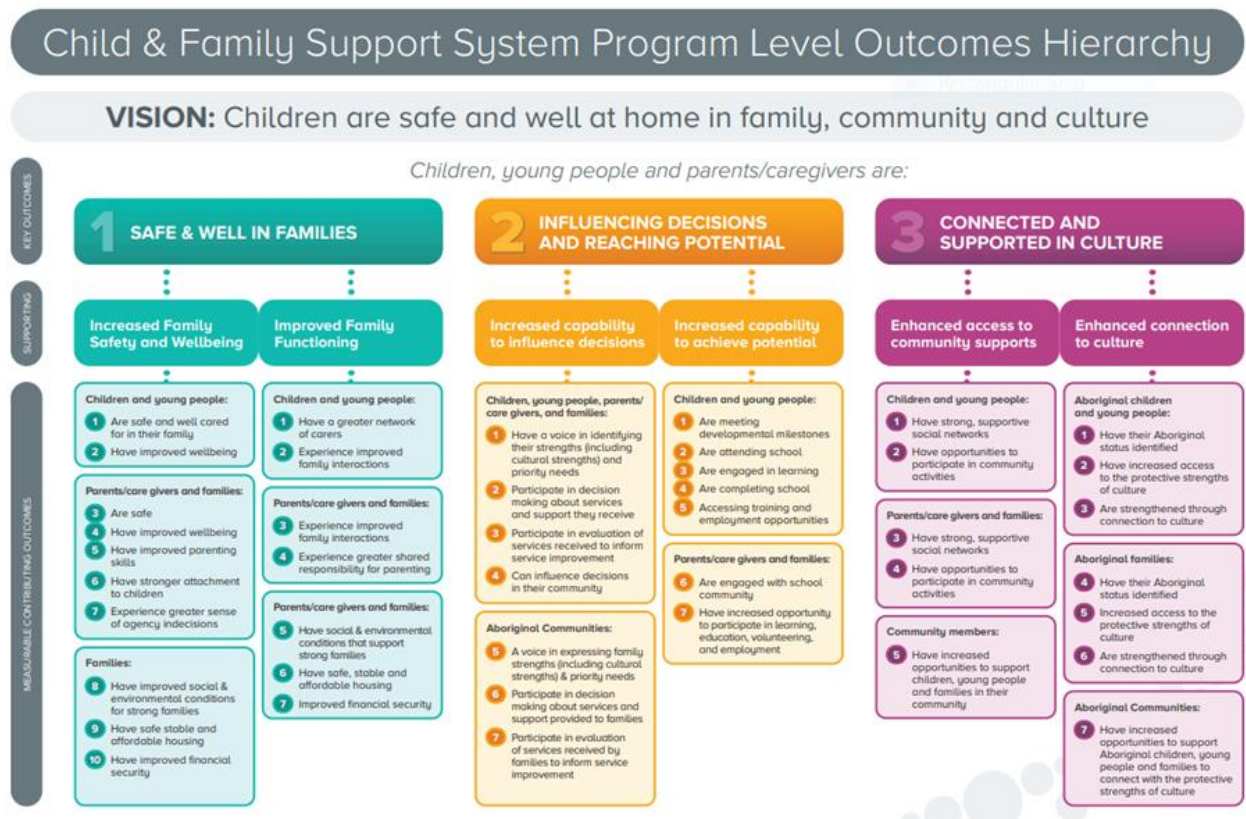 Child & Family Support System Program Level Outcomes Hierarchy
VISION: Children are safe and well at home in family, community and culture
KEY OUTCOMES
Children, young people and parents/caregivers are:
1 SAFE & WELL IN FAMILIES
2 INFLUENCING DECISIONS
AND REACHING POTENTIAL
3 CONNECTED AND
SUPPORTED IN CULTURE
SUPPORTING
Increased Family
Safety and Wellbeing
Improved Family
Functioning
Increased capability
to influence decisions
Increased capability
to achieve potential
Enhanced access to
community supports
Enhanced connection
to culture
MEASURABLE CONTRIBUTING OUTCOMES
Children and young people:
1 Are safe and well cared
for in their family
2 Have improved wellbeing
Parents/care givers and families:
3 Are safe
4 Have improved wellbeing
5 Have improved parenting
skills
6 Have stronger attachment
to children
7 Experience greater sense
of agency indecisions
Families:
8 Have improved social &
environmental conditions
for strong families
9 Have safe stable and
affordable housing
10 Have improved financial
security
Children and young people:
1 Have a greater network
of carers
2 Experience improved
family interactions
Parents/care givers and families:
3 Experience improved
family interactions
4 Experience greater shared
responsibility for parenting
Parents/care givers and families:
5 Have social & environmental
conditions that support
strong families
6 Have safe, stable and
affordable housing
7 Improved financial security
Children, young people, parents/
care givers, and families:
1 Have a voice in identifying
their strengths (including
cultural strengths) and
priority needs
2 Participate in decision
making about services
and support they receive
3 Participate in evaluation of
services received to inform
service improvement
4 Can influence decisions
in their community
Aboriginal Communities:
5 A voice in expressing family
strengths (including cultural
strengths) & priority needs
6 Participate in decision
making about services and
support provided to families
7 Participate in evaluation
of services received by
families to inform service
improvement
Children and young people:
1 Are meeting
developmental milestones
2 Are attending school
3 Are engaged in learning
4 Are completing school
5 Accessing training and
employment opportunities
Parents/care givers and families:
6 Are engaged with school
community
7 Have increased opportunity
to participate in learning,
education, volunteering,
and employment
Children and young people:
1 Have strong, supportive
social networks
2 Have opportunities to
participate in community
activities
Parents/care givers and families:
3 Have strong, supportive
social networks
4 Have opportunities to
participate in community
activities
Community members:
5 Have increased
opportunities to support
children, young people
and families in their
community
Aboriginal children
and young people:
1 Have their Aboriginal
status identified
2 Have increased access
to the protective strengths
of culture
3 Are strengthened through
connection to culture
Aboriginal families:
4 Have their Aboriginal
status identified
5 Increased access to the
protective strengths of
culture
6 Are strengthened through
connection to culture
Aboriginal Communities:
7 Have increased
opportunities to support
Aboriginal children, young
people and families to
connect with the protective
strengths of culture